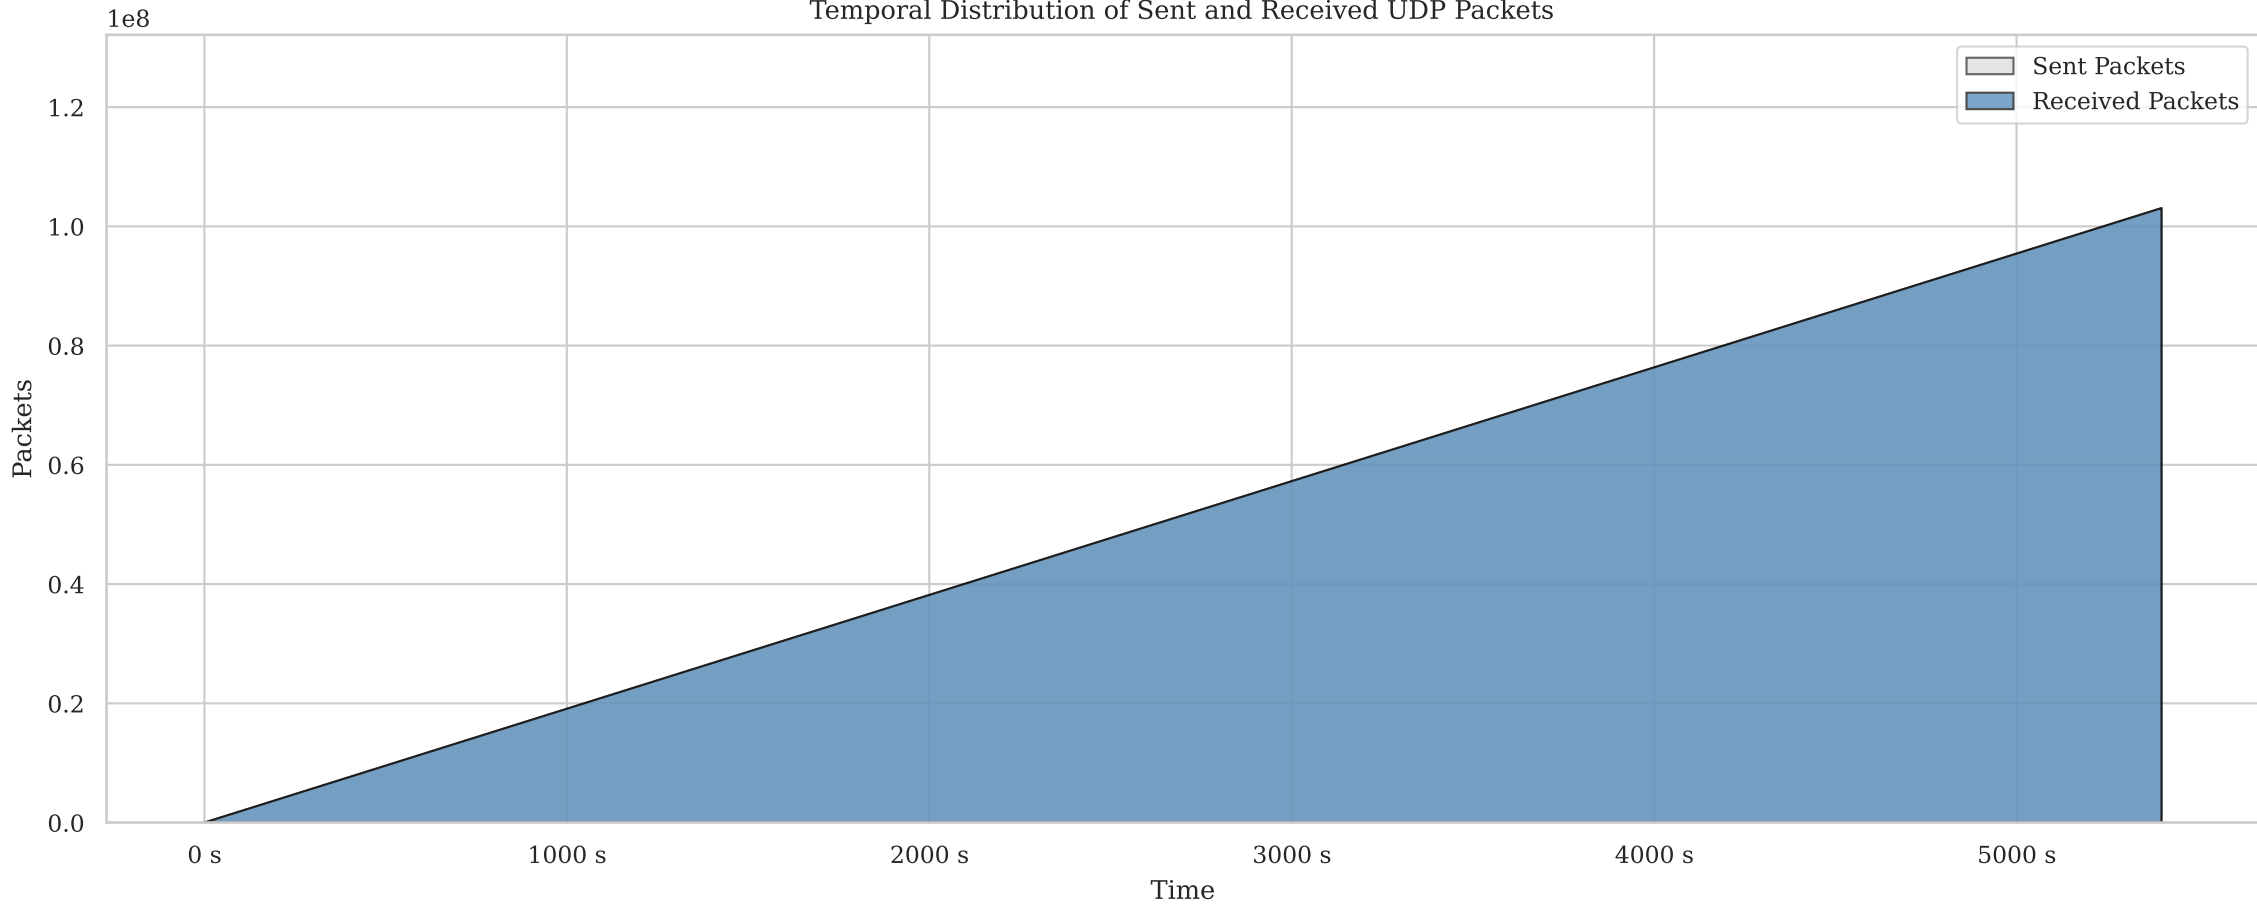 Temporal Distribution of Sent and Received UDP Packets
1e8
Sent Packets
Received Packets
1.2
1.0
0.8
0.6
0.4
0.2
0.0
Packets
0 s
1000 s
2000 s
3000 s
4000 s
5000 s
Time